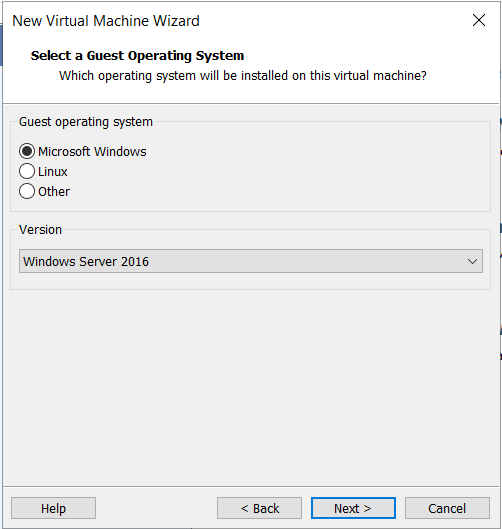 New Virtual Machine Wizard
Select a Guest Operating System
Which operating system will be installed on this virtual machine?
Guest operating system
Microsoft Windows
Linux
Other
Version
Windows Server 2016
Help
< Back
Next >
Cancel